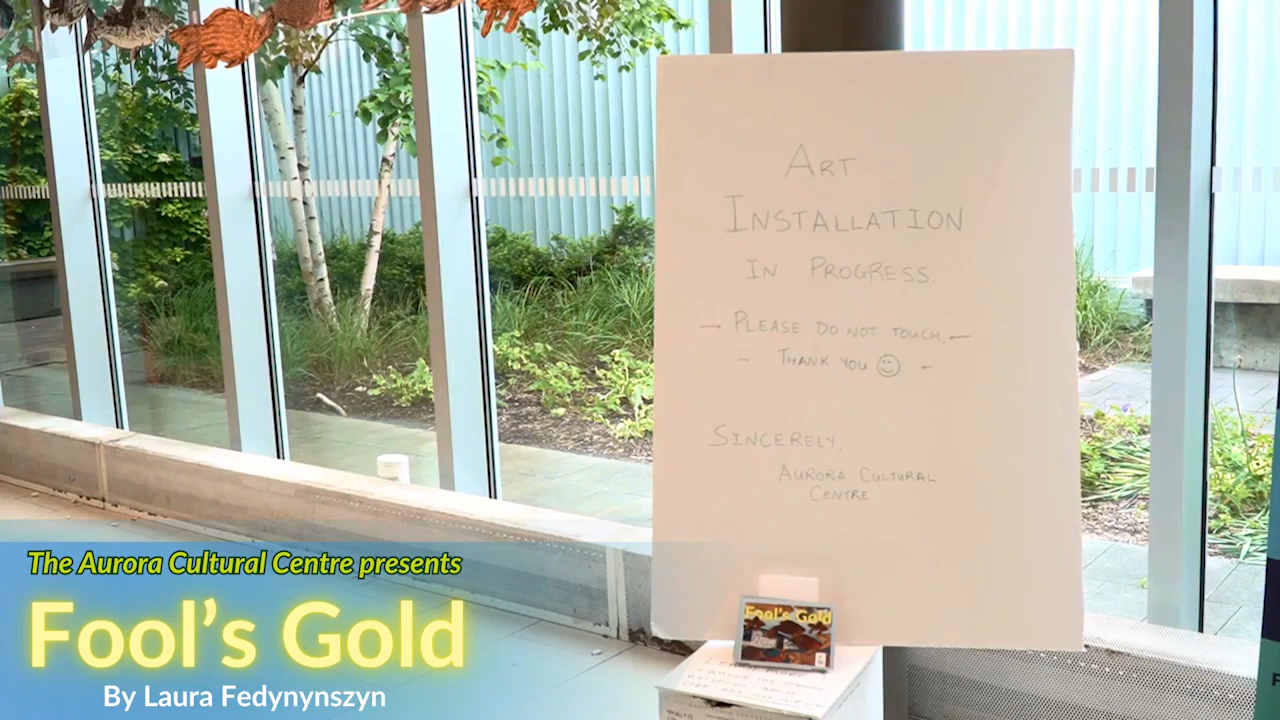 ART
INSTALLATION
IN PROGRESS.
→ PLEASE DO NOT TOUCH. ←
- THANK YOU ☺ -
SINCERELY,
AURORA CULTURAL
CENTRE
Fool's Gold
The Aurora Cultural Centre presents
Fool's Gold
By Laura Fedynynszyn